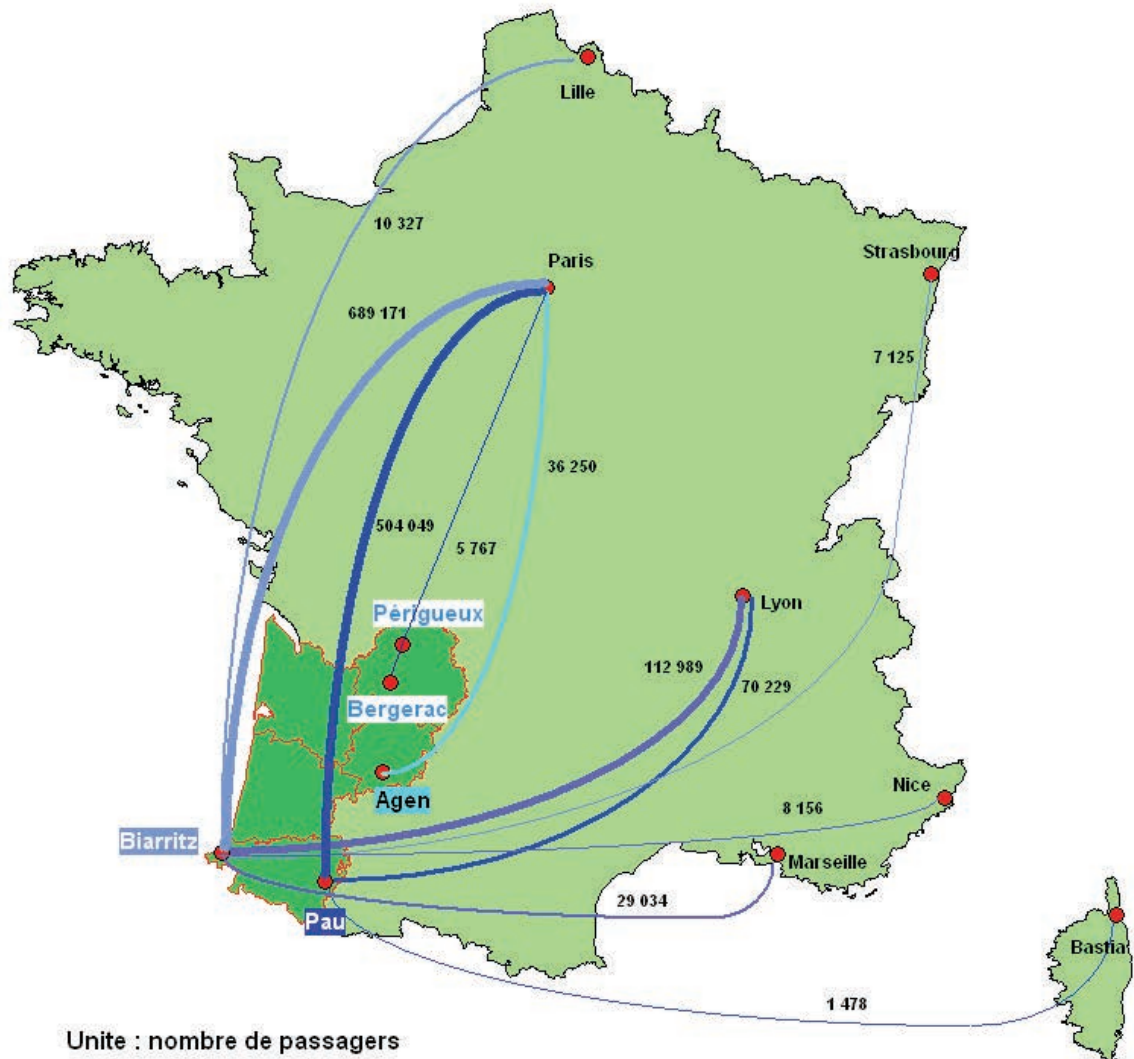 Lille
10 327
Paris
Strasbourg
689 171
7 125
36 250
504 049
5 767
Lyon
Périgueux
112 989
70 229
Bergerac
Nice
Agen
8 156
Biarritz
Marseille
29 034
Pau
Bastia
1 478
Unite : nombre de passagers